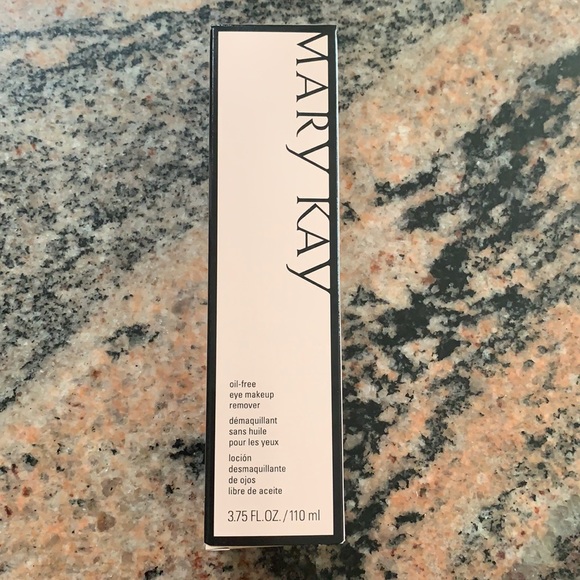 MARY KAY
oil-free
eye makeup
remover
démaquillant
sans huile
pour les yeux
loción
desmaquillante
de ojos
libre de aceite
3.75 FL.OZ./110 ml